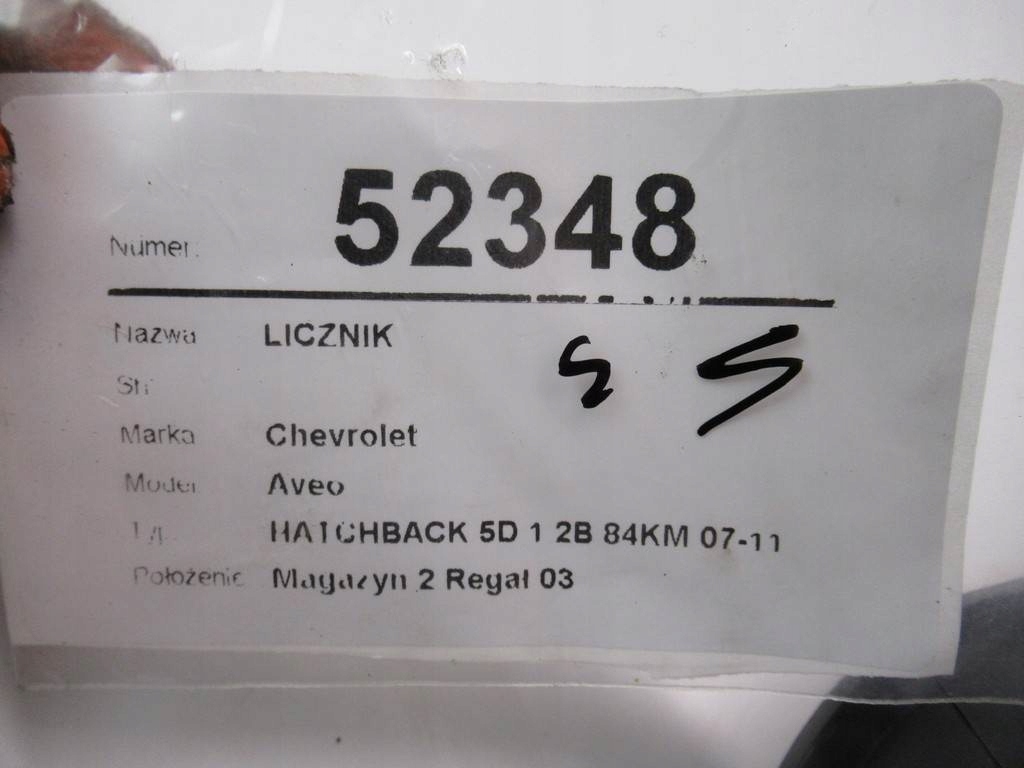 Numer: 52348
Nazwa LICZNIK
Marka Chevrolet
Model Aveo
HATCHBACK 5D 1 2B 84KM 07-11
Położenie Magazyn 2 Regał 03